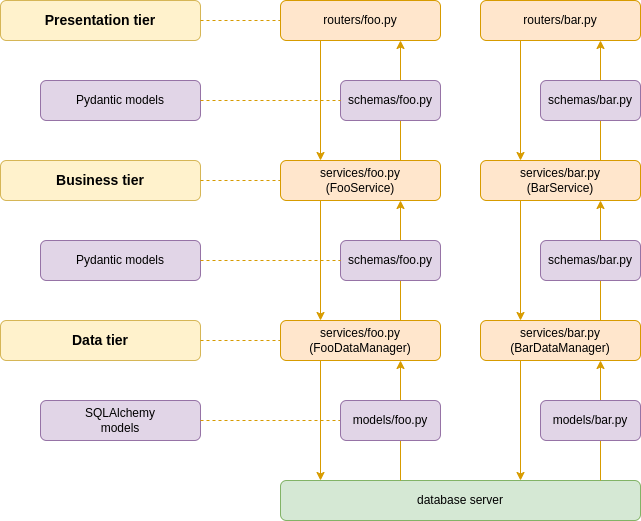 Presentation tier
routers/foo.py
routers/bar.py
Pydantic models
schemas/foo.py
schemas/bar.py
Business tier
services/foo.py
(FooService)
services/bar.py
(BarService)
Pydantic models
schemas/foo.py
schemas/bar.py
Data tier
services/foo.py
(FooDataManager)
services/bar.py
(BarDataManager)
SQLAlchemy
models
models/foo.py
models/bar.py
database server